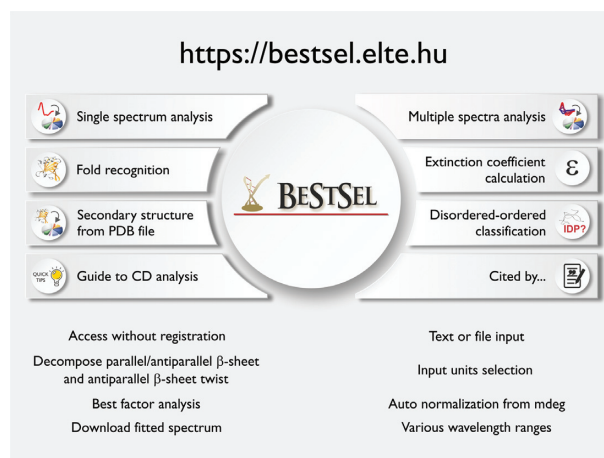 https://bestsel.elte.hu
Single spectrum analysis
Fold recognition
Secondary structure
from PDB file
QUICK
TIPS
Guide to CD analysis
BESTSEL
Multiple spectra analysis
Extinction coefficient
calculation
ε
Disordered-ordered
classification
IDP?
Cited by...
Access without registration
Decompose parallel/antiparallel β-sheet
and antiparallel β-sheet twist
Best factor analysis
Download fitted spectrum
Text or file input
Input units selection
Auto normalization from mdeg
Various wavelength ranges